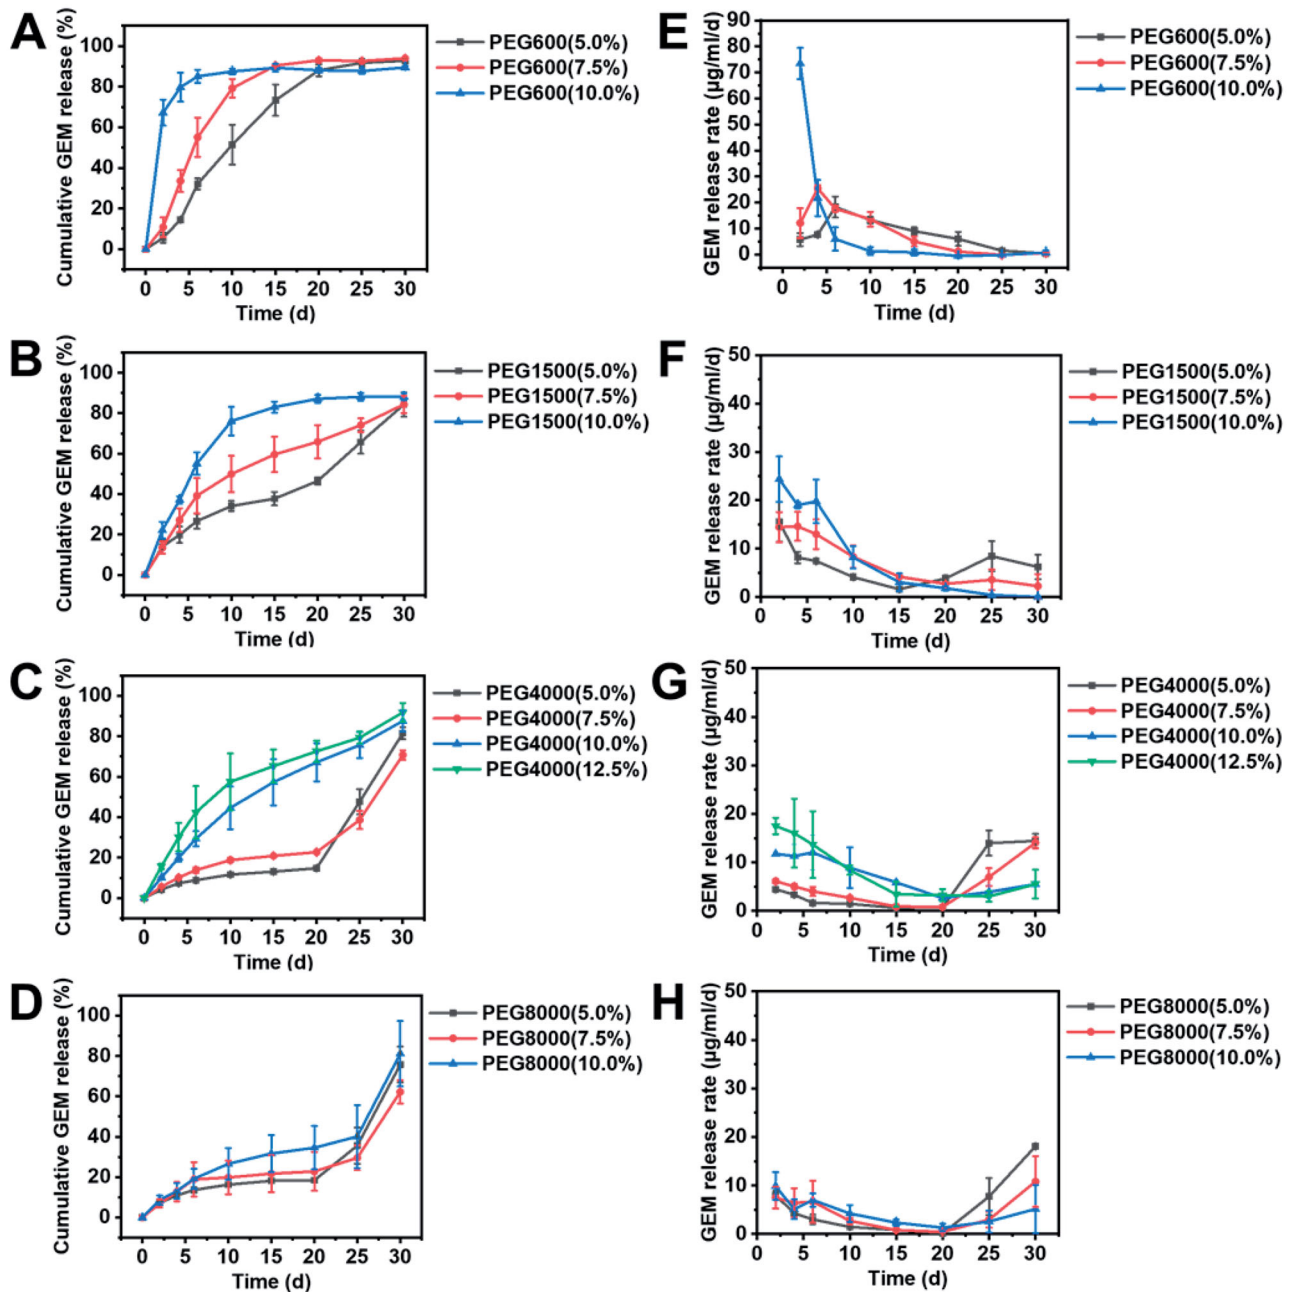 A
Cumulative GEM release (%)
100
80
60
40
20
0
0 5 10 15 20 25 30
Time (d)
PEG600(5.0%)
PEG600(7.5%)
PEG600(10.0%)
E
GEM release rate (μg/ml/d)
90
80
70
60
50
40
30
20
10
0
0 5 10 15 20 25 30
Time (d)
PEG600(5.0%)
PEG600(7.5%)
PEG600(10.0%)
B
Cumulative GEM release (%)
100
80
60
40
20
0
0 5 10 15 20 25 30
Time (d)
PEG1500(5.0%)
PEG1500(7.5%)
PEG1500(10.0%)
F
GEM release rate (μg/ml/d)
50
40
30
20
10
0
0 5 10 15 20 25 30
Time (d)
PEG1500(5.0%)
PEG1500(7.5%)
PEG1500(10.0%)
C
Cumulative GEM release (%)
100
80
60
40
20
0
0 5 10 15 20 25 30
Time (d)
PEG4000(5.0%)
PEG4000(7.5%)
PEG4000(10.0%)
PEG4000(12.5%)
G
GEM release rate (μg/ml/d)
50
40
30
20
10
0
0 5 10 15 20 25 30
Time (d)
PEG4000(5.0%)
PEG4000(7.5%)
PEG4000(10.0%)
PEG4000(12.5%)
D
Cumulative GEM release (%)
100
80
60
40
20
0
0 5 10 15 20 25 30
Time (d)
PEG8000(5.0%)
PEG8000(7.5%)
PEG8000(10.0%)
H
GEM release rate (μg/ml/d)
50
40
30
20
10
0
0 5 10 15 20 25 30
Time (d)
PEG8000(5.0%)
PEG8000(7.5%)
PEG8000(10.0%)